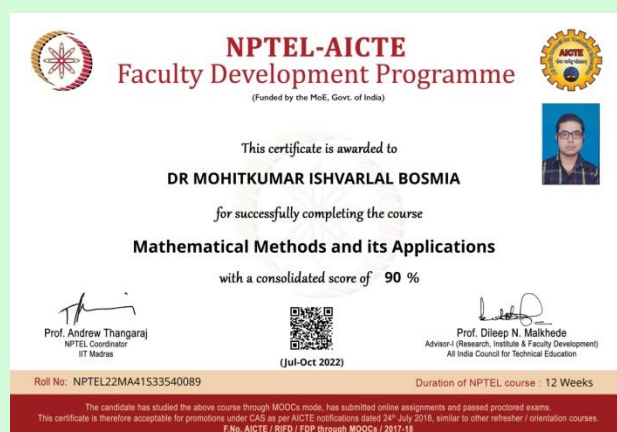 NPTEL-AICTE
Faculty Development Programme
(Funded by the MoE, Govt. of India)
AICTE
This certificate is awarded to
DR MOHITKUMAR ISHVARLAL BOSMIA
for successfully completing the course
Mathematical Methods and its Applications
with a consolidated score of 90 %
Prof. Andrew Thangaraj
NPTEL Coordinator
IIT Madras
(Jul-Oct 2022)
Prof. Dileep N. Malkhede
Advisor-I (Research, Institute & Faculty Development)
All India Council for Technical Education
Roll No: NPTEL22MA41S33540089
Duration of NPTEL course : 12 Weeks
The candidate has studied the above course through MOOCs mode, has submitted online assignments and passed proctored exams.
This certificate is therefore acceptable for promotions under CAS as per AICTE notifications dated 24th July 2018, similar to other refresher / orientation courses.
F.No. AICTE / RIFD / FDP through MOOCs / 2017-18